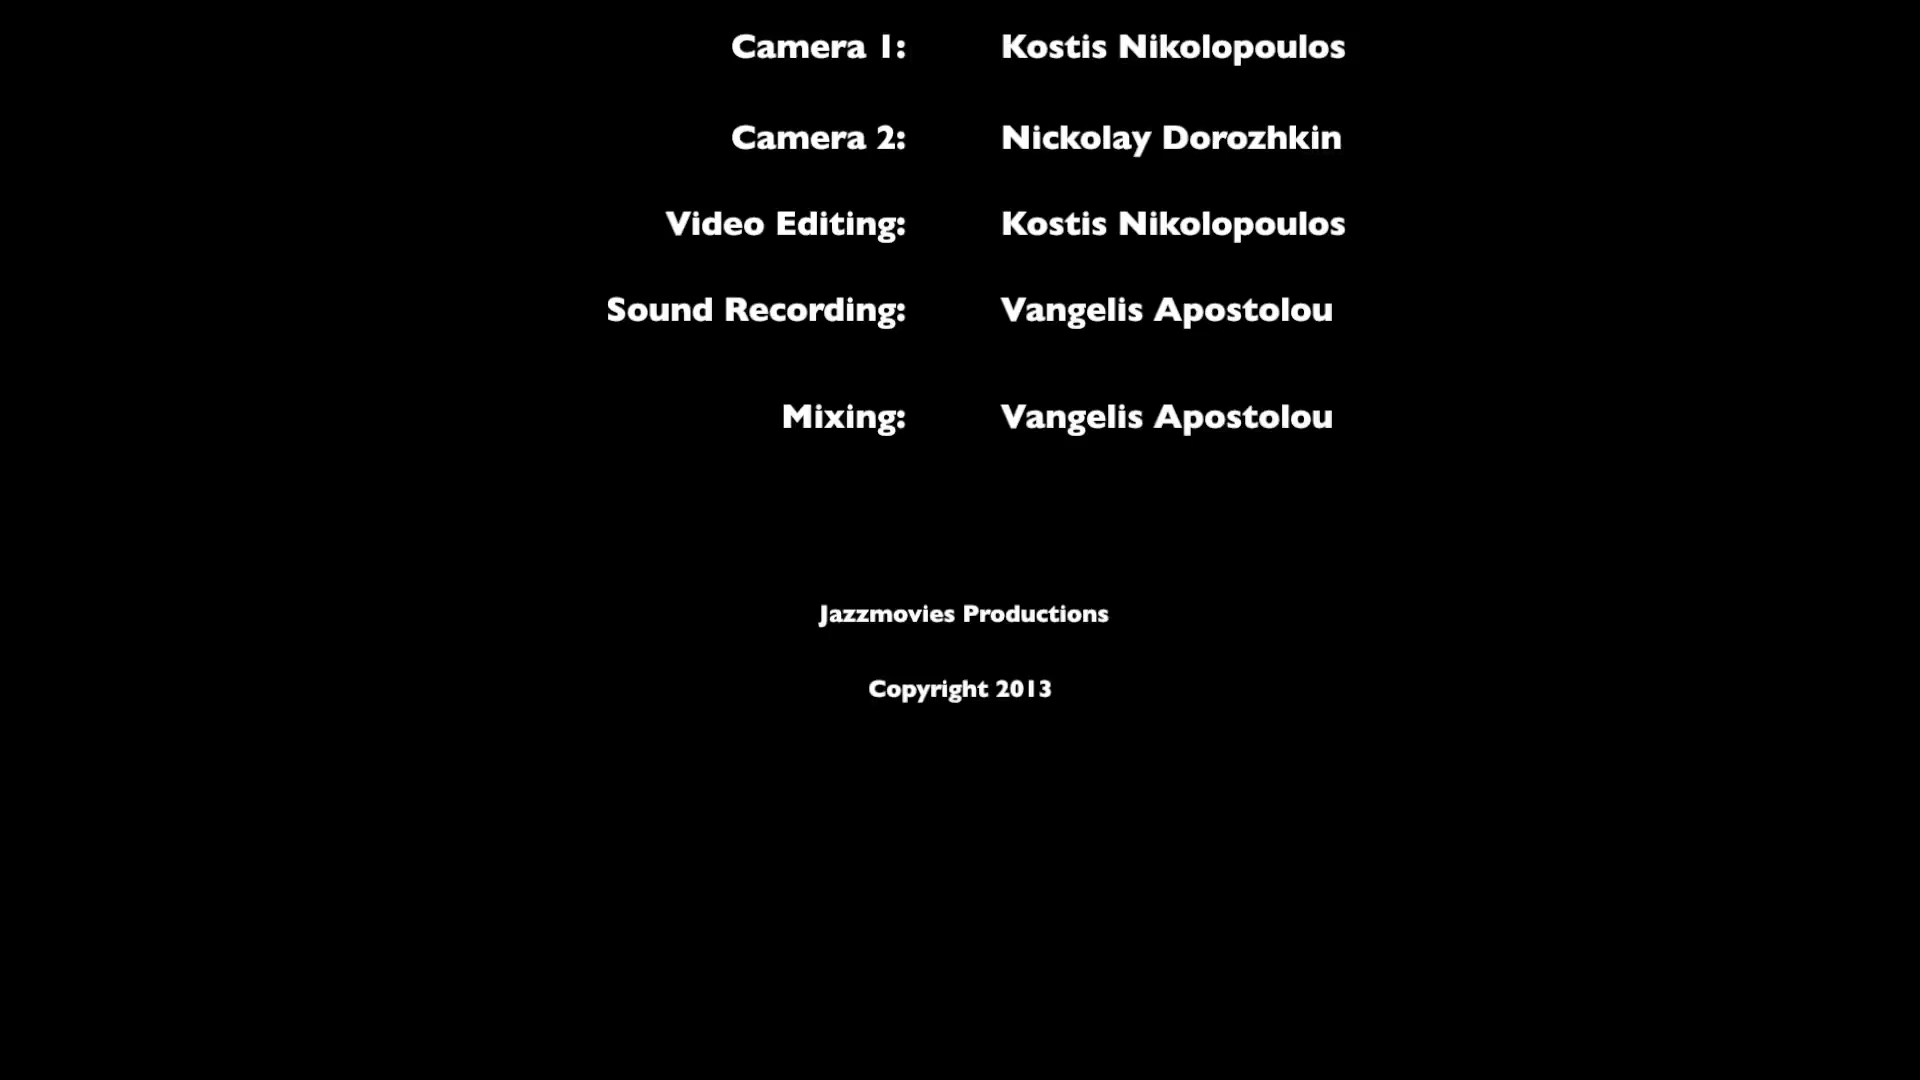 Camera 1: Kostis Nikolopoulos
Camera 2: Nickolay Dorozhkin
Video Editing: Kostis Nikolopoulos
Sound Recording: Vangelis Apostolou
Mixing: Vangelis Apostolou
Jazzmovies Productions
Copyright 2013